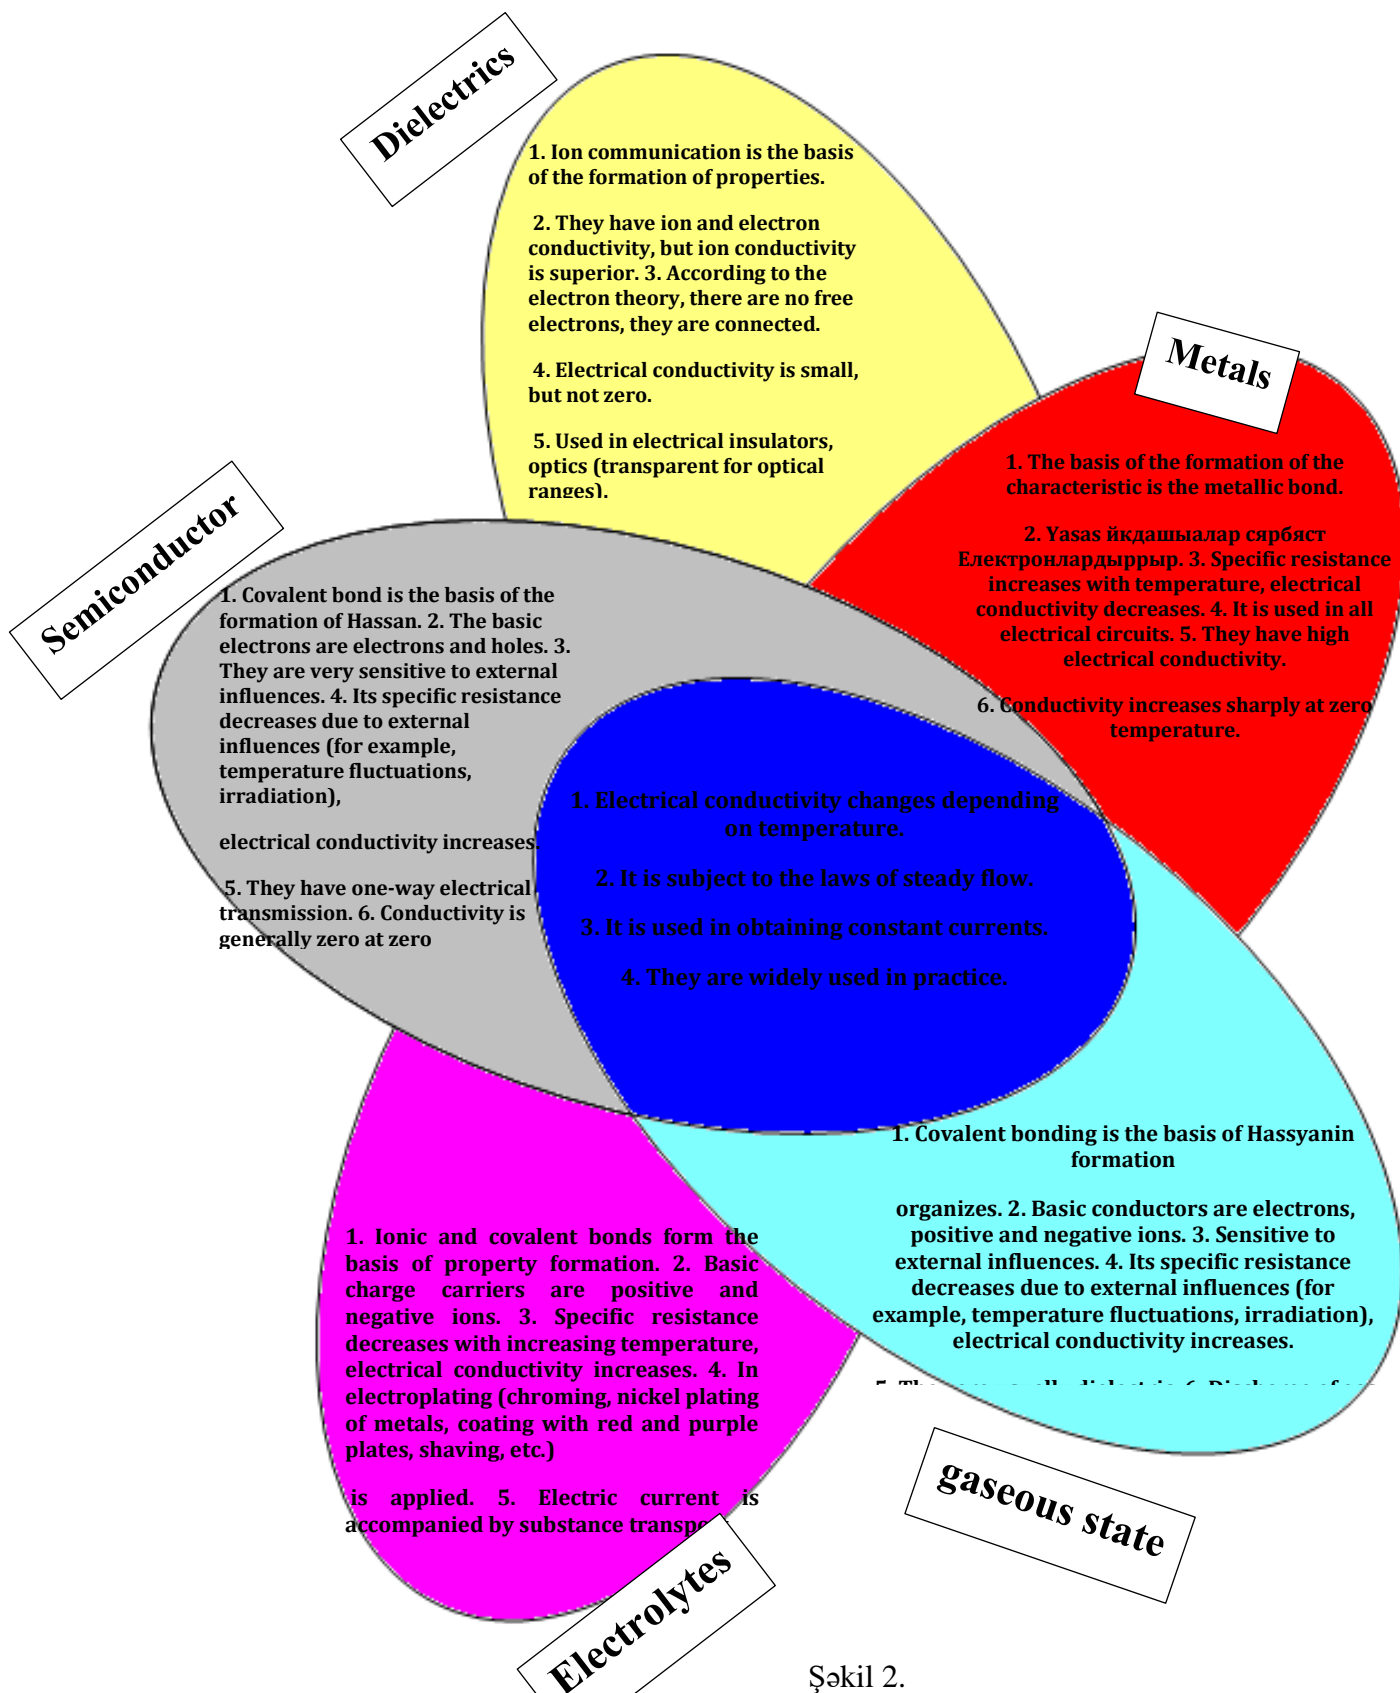 Dielectrics
1. Ion communication is the basis
of the formation of properties.
2. They have ion and electron
conductivity, but ion conductivity
is superior. 3. According to the
electron theory, there are no free
electrons, they are connected.
4. Electrical conductivity is small,
but not zero.
5. Used in electrical insulators,
optics (transparent for optical
ranges).
Metals
1. The basis of the formation of the
characteristic is the metallic bond.
2. Yasas йкдашыалар сярбяст
Електронлардыррыр. 3. Specific resistance
increases with temperature, electrical
conductivity decreases. 4. It is used in all
electrical circuits. 5. They have high
electrical conductivity.
6. Conductivity increases sharply at zero
temperature.
Semiconductor
1. Covalent bond is the basis of the
formation of Hassan. 2. The basic
electrons are electrons and holes. 3.
They are very sensitive to external
influences. 4. Its specific resistance
decreases due to external
influences (for example,
temperature fluctuations,
irradiation),
electrical conductivity increases.
5. They have one-way electrical
transmission. 6. Conductivity is
generally zero at zero
1. Electrical conductivity changes depending
on temperature.
2. It is subject to the laws of steady flow.
3. It is used in obtaining constant currents.
4. They are widely used in practice.
1. Covalent bonding is the basis of Hassyanin
formation
organizes. 2. Basic conductors are electrons,
positive and negative ions. 3. Sensitive to
external influences. 4. Its specific resistance
decreases due to external influences (for
example, temperature fluctuations, irradiation),
electrical conductivity increases.
gaseous state
1. Ionic and covalent bonds form the
basis of property formation. 2. Basic
charge carriers are positive and
negative ions. 3. Specific resistance
decreases with increasing temperature,
electrical conductivity increases. 4. In
electroplating (chroming, nickel plating
of metals, coating with red and purple
plates, shaving, etc.)
is applied. 5. Electric current is
accompanied by substance
Electrolytes
Şəkil 2.